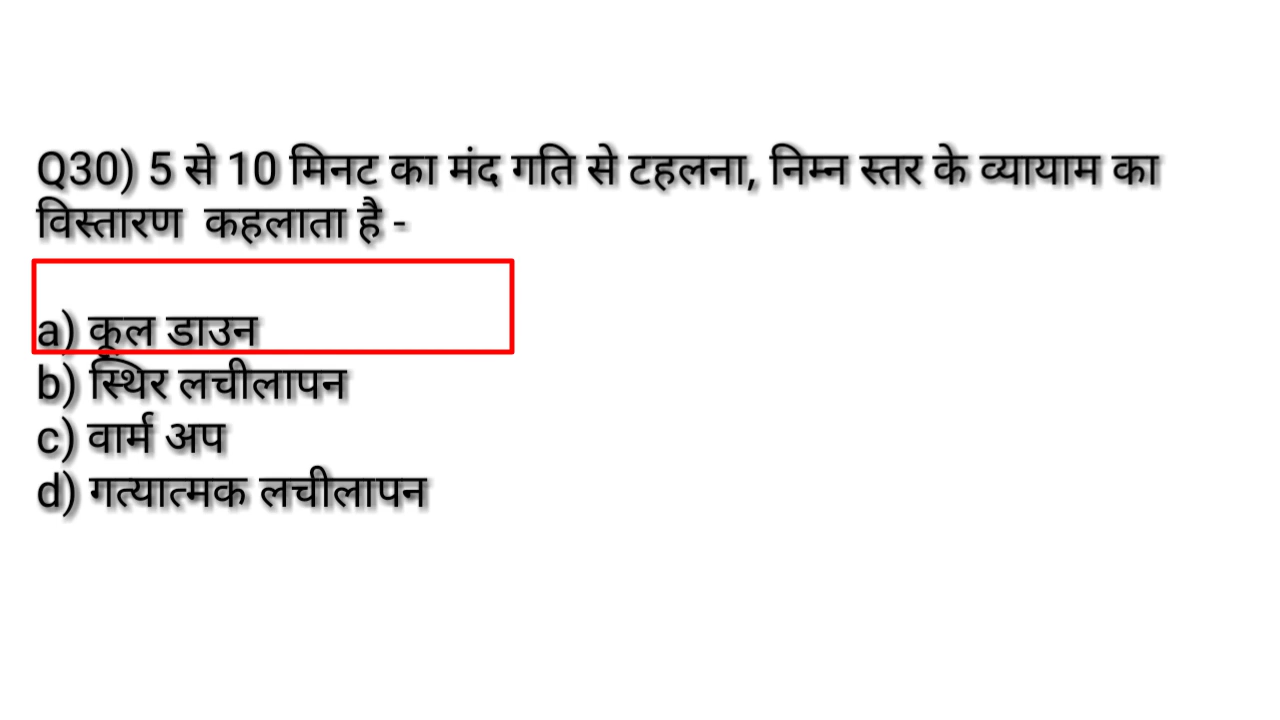 Q30) 5 से 10 मिनट का मंद गति से टहलना, निम्न स्तर के व्यायाम का
विस्तारण कहलाता है -
a) कूल डाउन
b) स्थिर लचीलापन
c) वार्म अप
d) गत्यात्मक लचीलापन